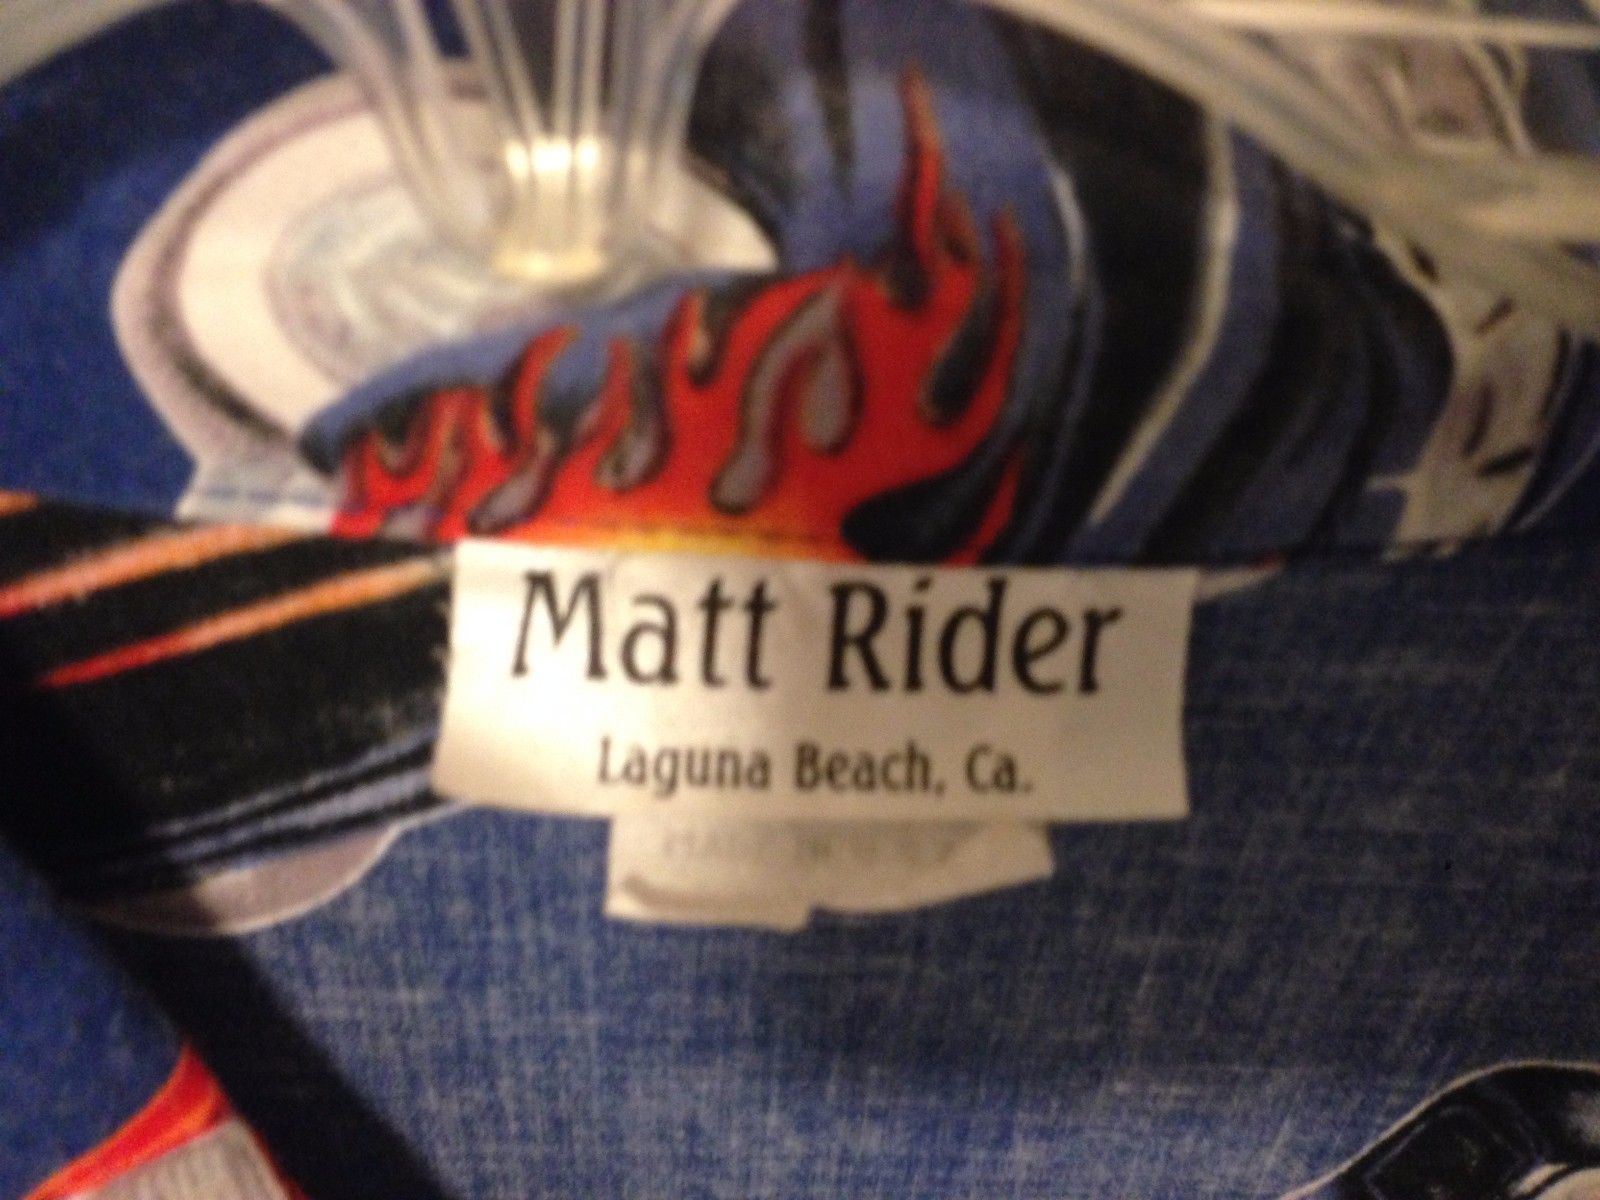 Matt Rider
Laguna Beach, Ca.